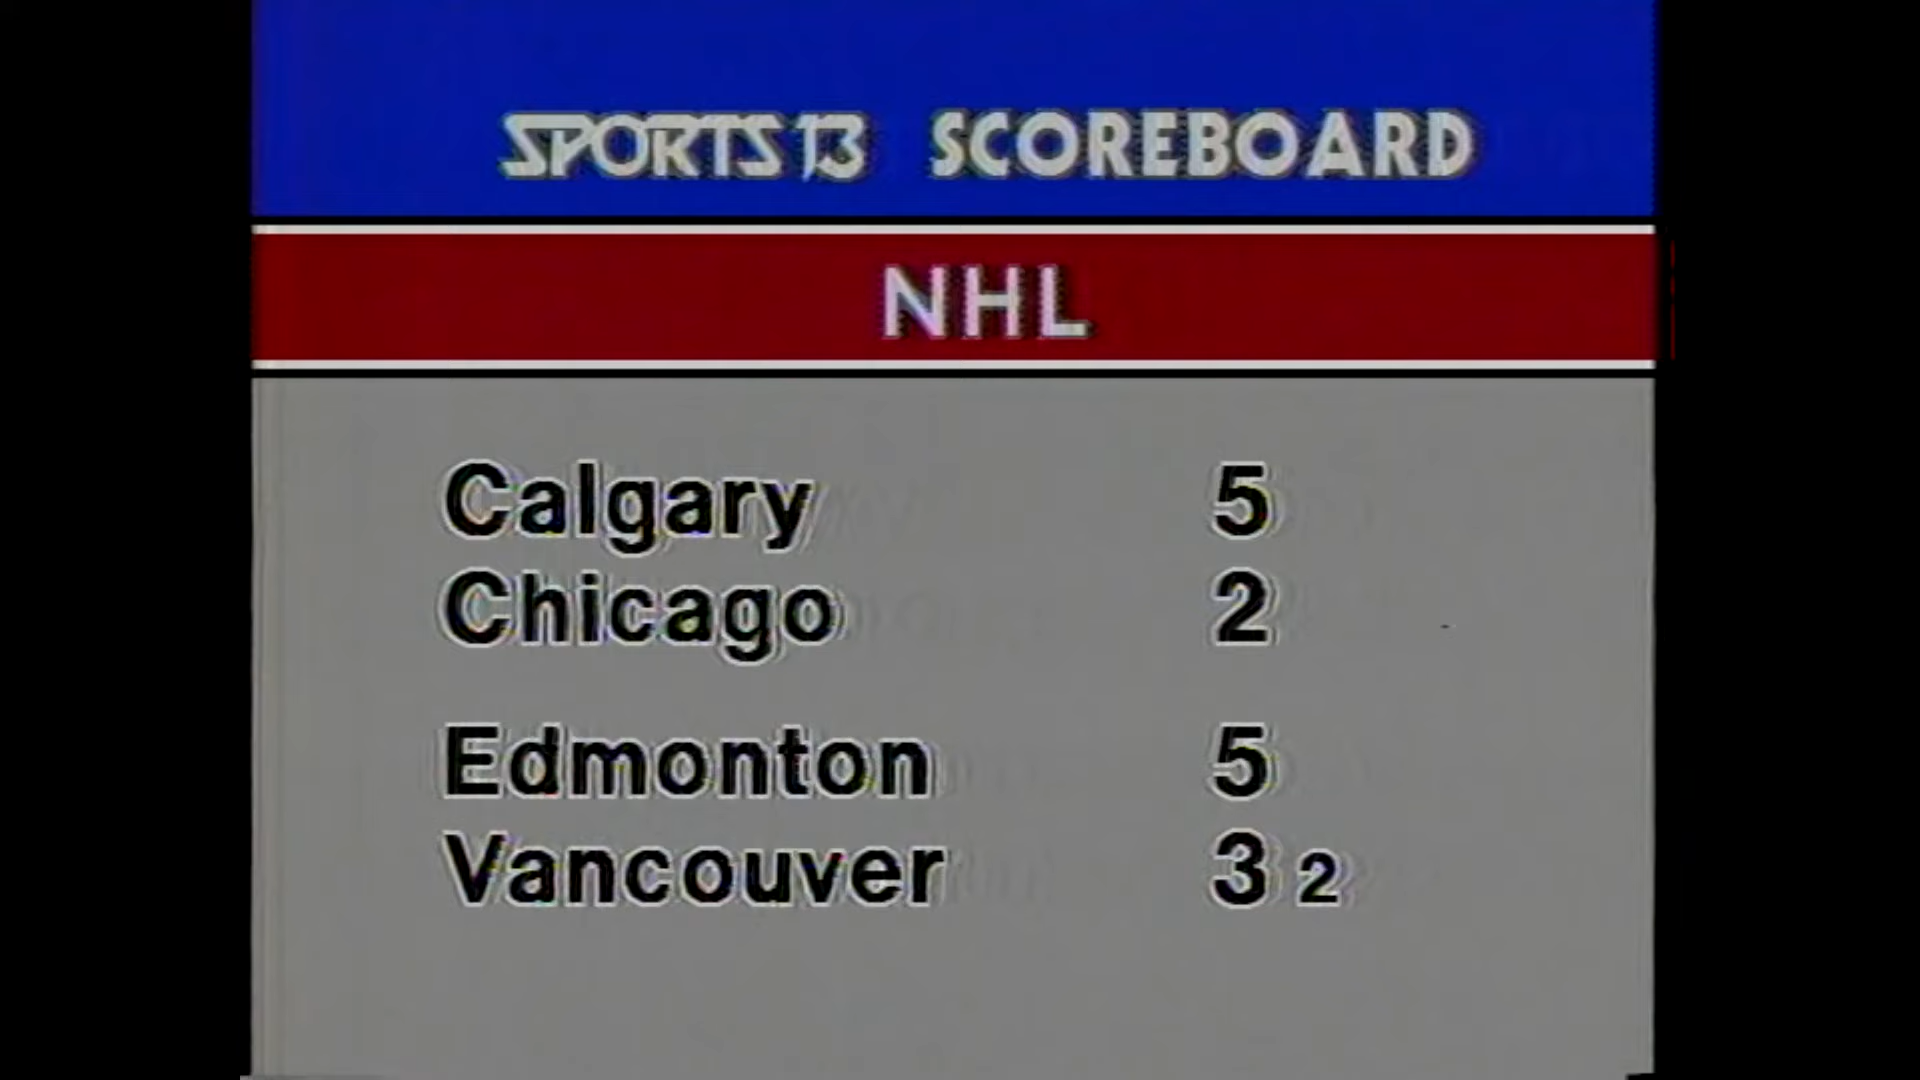 SPORTS 13 SCOREBOARD
NHL
Calgary 5
Chicago 2
Edmonton 5
Vancouver 3 2